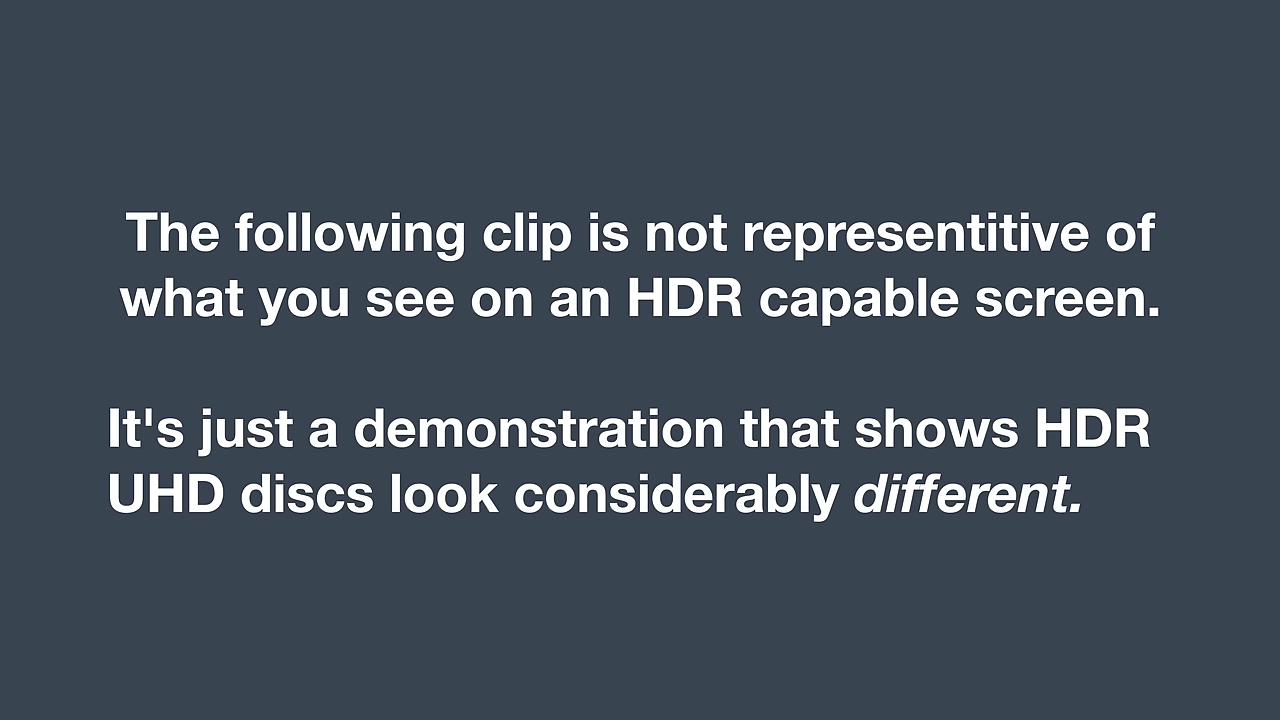 The following clip is not representitive of
what you see on an HDR capable screen.
It's just a demonstration that shows HDR
UHD discs look considerably different.